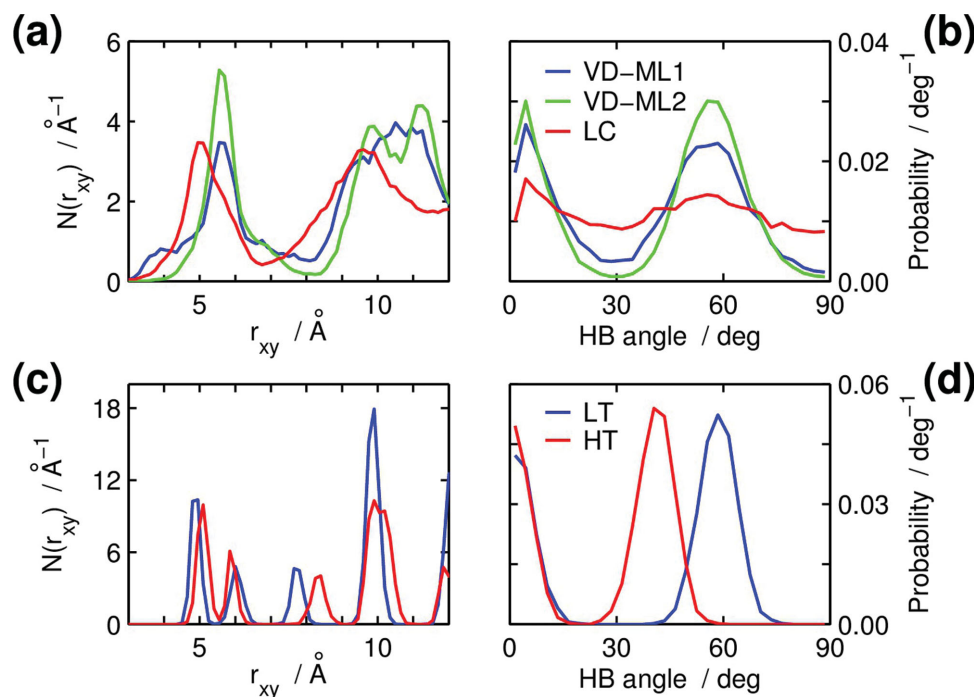 (a)
6
4
2
0
N(r_xy) / Å⁻¹
5
10
r_xy / Å
VD−ML1
VD−ML2
LC
(b)
0.04
0.02
0.00
Probability / deg⁻¹
0
30
60
90
HB angle / deg
(c)
18
12
6
0
N(r_xy) / Å⁻¹
5
10
r_xy / Å
LT
HT
(d)
0.06
0.03
0.00
Probability / deg⁻¹
0
30
60
90
HB angle / deg